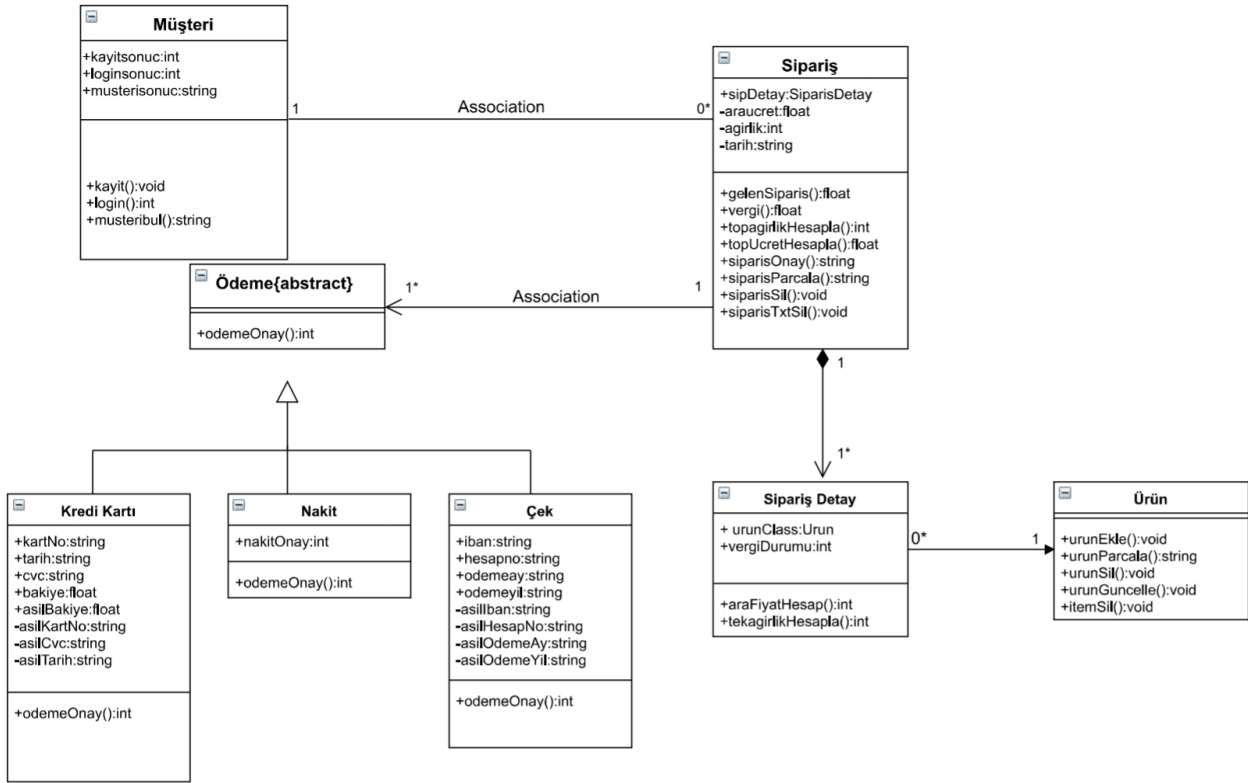 Müşteri
+kayitsonuc:int
+loginsonuc:int
+musterisonuc:string
+kayit():void
+login():int
+musteribul():string
1
Association
0*
Sipariş
+sipDetay:SiparisDetay
-araucret:float
-agirlik:int
-tarih:string
+gelenSiparis():float
+vergi():float
+topagirlikHesapla():int
+topUcretHesapla():float
+siparisOnay():string
+siparisParcala():string
+siparisSil():void
+siparisTxtSil():void
Ödeme{abstract}
+odemeOnay():int
1*
Association
1
1
1*
Kredi Kartı
+kartNo:string
+tarih:string
+cvc:string
+bakiye:float
+asilBakiye:float
-asilKartNo:string
-asilCvc:string
-asilTarih:string
+odemeOnay():int
Nakit
+nakitOnay:int
+odemeOnay():int
Çek
+iban:string
+hesapno:string
+odemeay:string
+odemeyil:string
-asilIban:string
-asilHesapNo:string
-asilOdemeAy:string
-asilOdemeYil:string
+odemeOnay():int
Sipariş Detay
+ urunClass:Urun
+vergiDurumu:int
+araFiyatHesap():int
+tekagirlikHesapla():int
0*
1
Ürün
+urunEkle():void
+urunParcala():string
+urunSil():void
+urunGuncelle():void
+itemSil():void